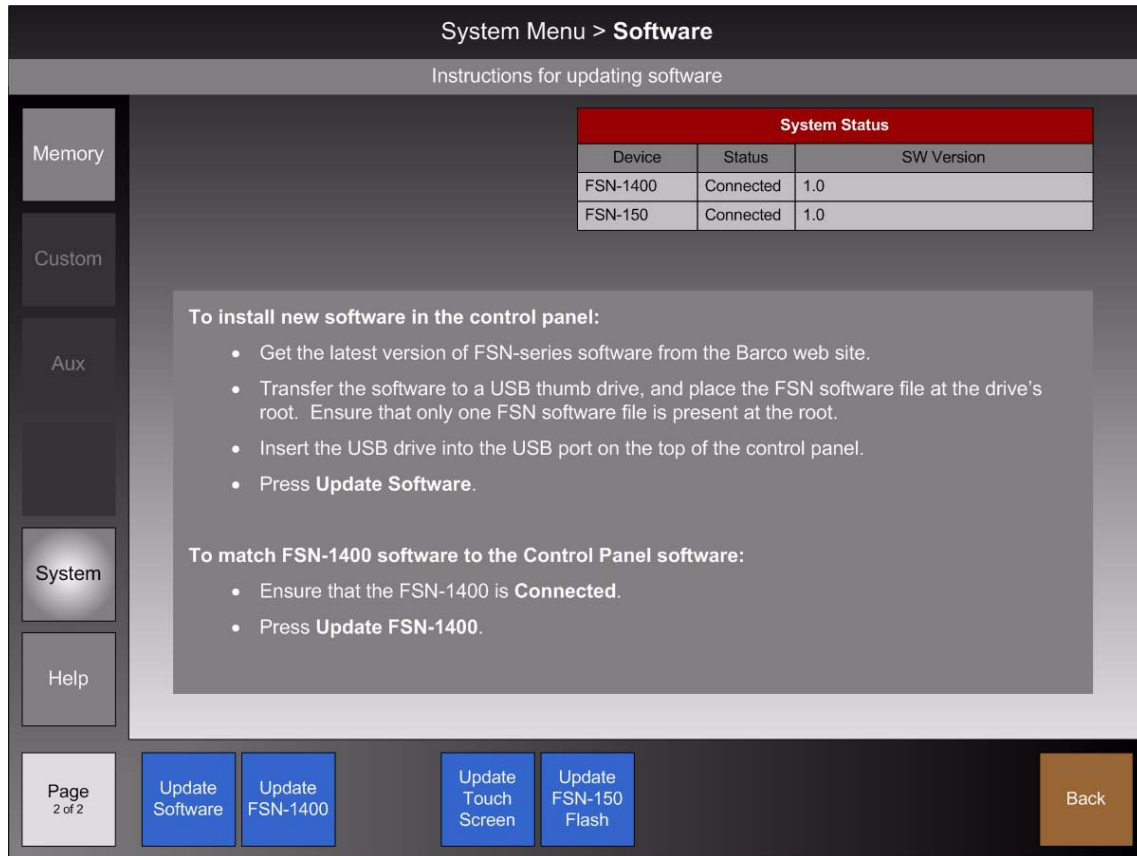 System Menu > Software
Instructions for updating software
Memory
Custom
Aux
System
Help
System Status
Device Status SW Version
FSN-1400 Connected 1.0
FSN-150 Connected 1.0
To install new software in the control panel:
• Get the latest version of FSN-series software from the Barco web site.
• Transfer the software to a USB thumb drive, and place the FSN software file at the drive's
root. Ensure that only one FSN software file is present at the root.
• Insert the USB drive into the USB port on the top of the control panel.
• Press Update Software.
To match FSN-1400 software to the Control Panel software:
• Ensure that the FSN-1400 is Connected.
• Press Update FSN-1400.
Page
2 of 2
Update
Software
Update
FSN-1400
Update
Touch
Screen
Update
FSN-150
Flash
Back